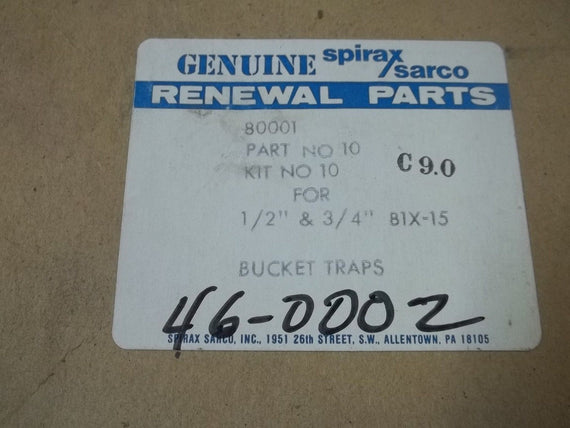 GENUINE spirax/sarco
RENEWAL PARTS
80001
PART NO 10
KIT NO 10
C 9.0
FOR
1/2" & 3/4" B1X-15
BUCKET TRAPS
46-0002
SPIRAX SARCO, INC., 1951 26th STREET, S.W., ALLENTOWN, PA 18105